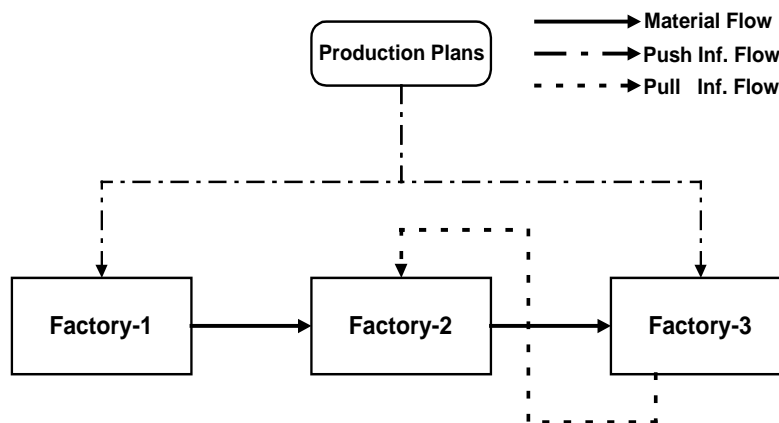 Production Plans
Material Flow
Push Inf. Flow
Pull Inf. Flow
Factory-1
Factory-2
Factory-3